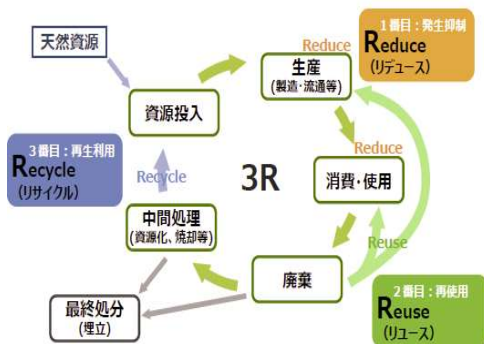 天然資源
Reduce
1番目:発生抑制
Reduce
(リデュース)
生産
(製造・流通等)
資源投入
3番目:再生利用
Recycle
(リサイクル)
Recycle
3R
Reduce
消費・使用
中間処理
(資源化、焼却等)
Reuse
廃棄
最終処分
(埋立)
2番目:再使用
Reuse
(リユース)